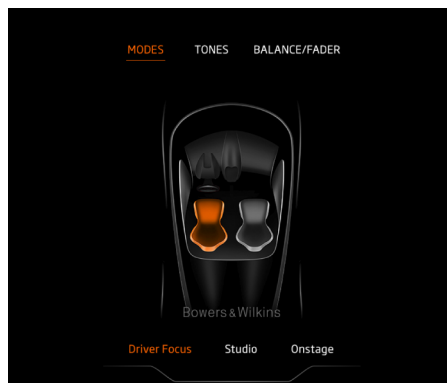 MODES TONES BALANCE/FADER
Bowers & Wilkins
Driver Focus Studio Onstage